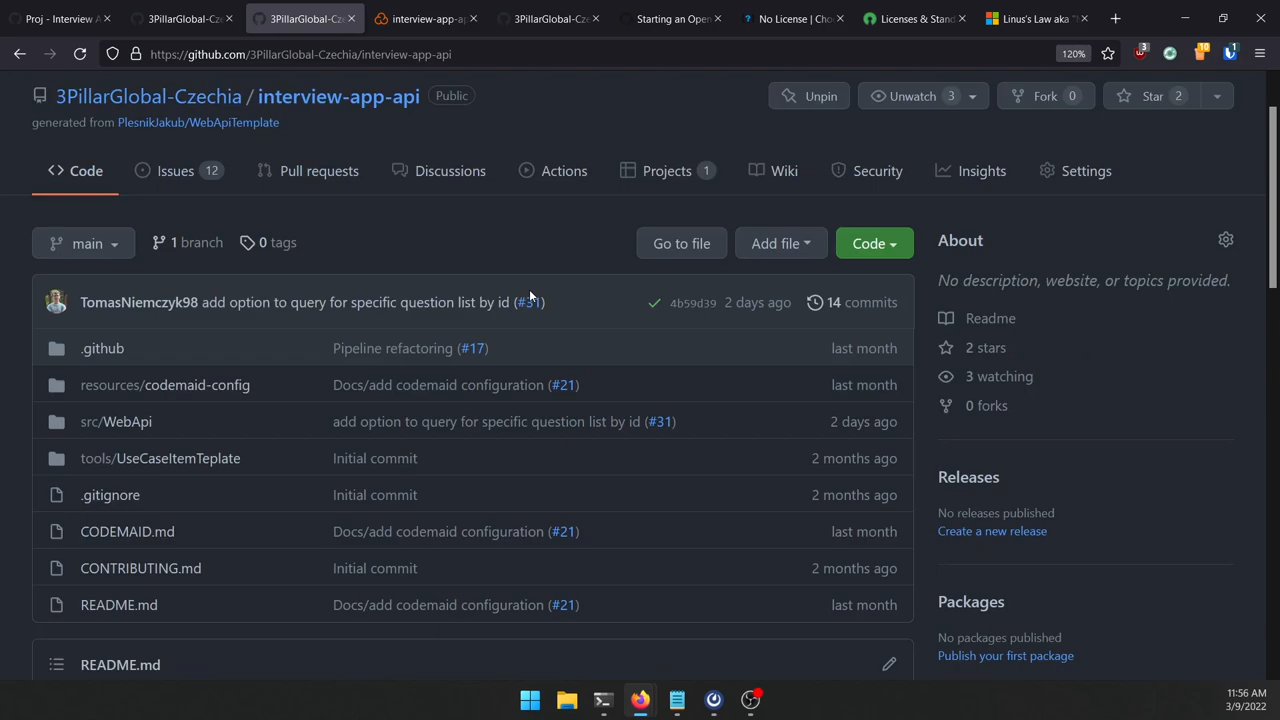 Proj - Interview A
3PillarGlobal-Cze
3PillarGlobal-Cze
interview-app-ap
3PillarGlobal-Cze
Starting an Open
No License | Cho
Licenses & Stand
Linus's Law aka "
https://github.com/3PillarGlobal-Czechia/interview-app-api
120%
3
10
1
3PillarGlobal-Czechia / interview-app-api
Public
Unpin
Unwatch 3
Fork 0
Star 2
generated from PlesnikJakub/WebApiTemplate
Code
Issues 12
Pull requests
Discussions
Actions
Projects 1
Wiki
Security
Insights
Settings
main
1 branch
0 tags
Go to file
Add file
Code
About
No description, website, or topics provided.
TomasNiemczyk98 add option to query for specific question list by id (#31)
4b59d39 2 days ago
14 commits
Readme
.github Pipeline refactoring (#17) last month
2 stars
resources/codemaid-config Docs/add codemaid configuration (#21) last month
3 watching
0 forks
src/WebApi add option to query for specific question list by id (#31) 2 days ago
tools/UseCaseItemTeplate Initial commit 2 months ago
Releases
.gitignore Initial commit 2 months ago
No releases published
Create a new release
CODEMAID.md Docs/add codemaid configuration (#21) last month
CONTRIBUTING.md Initial commit 2 months ago
README.md Docs/add codemaid configuration (#21) last month
Packages
No packages published
Publish your first package
README.md
11:56 AM
3/9/2022